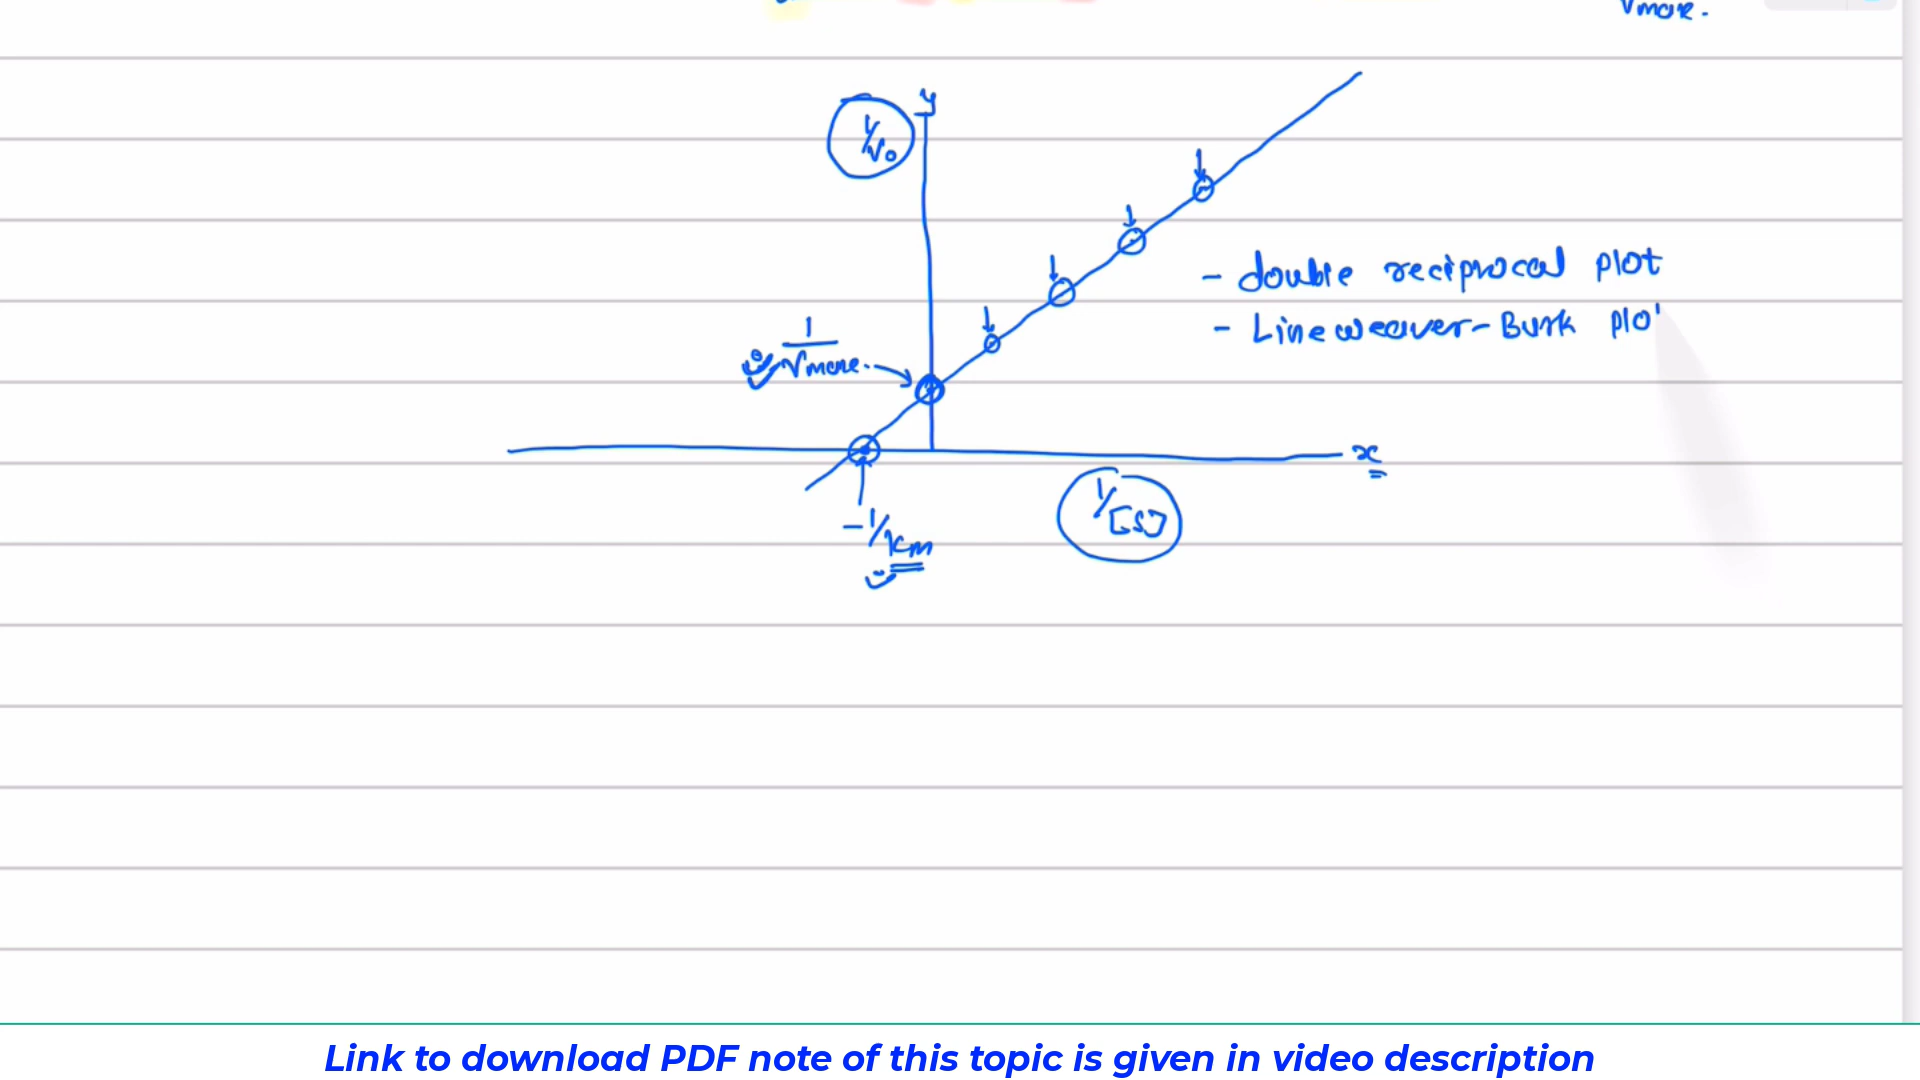 Vmax.
y
1/V₀
- double reciprocal plot
- Lineweaver-Burk plo
1/Vmax.
x
1/[S]
-1/km
Link to download PDF note of this topic is given in video description